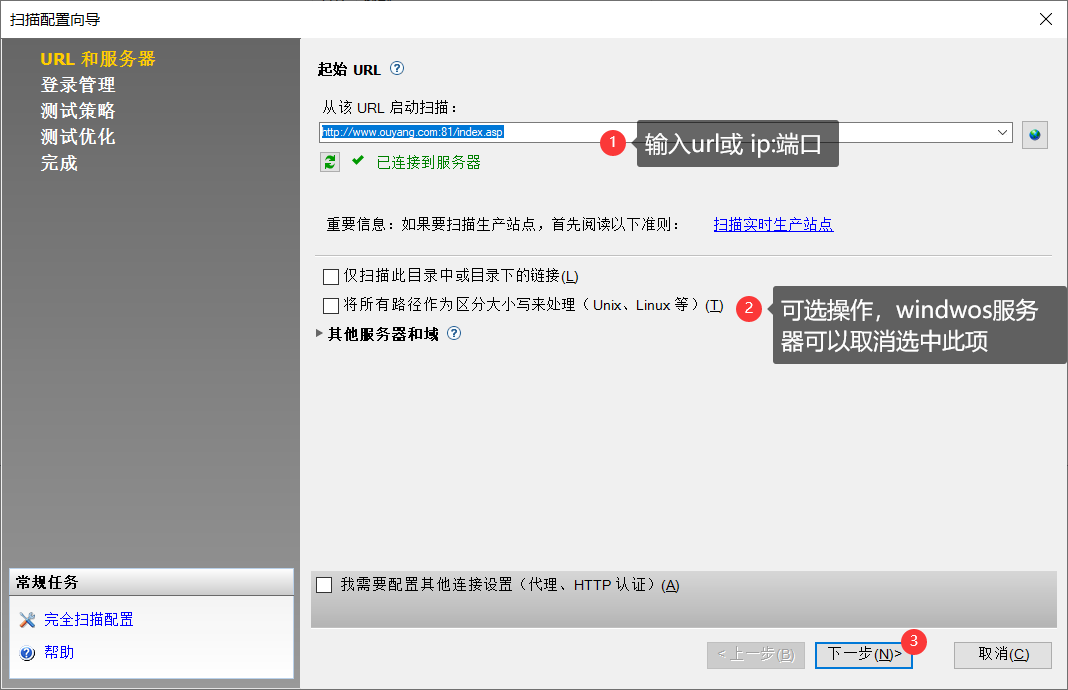 扫描配置向导
URL 和服务器
登录管理
测试策略
测试优化
完成
起始 URL ?
从该 URL 启动扫描：
http://www.ouyang.com:81/index.asp
1 输入url或 ip:端口
已连接到服务器
重要信息：如果要扫描生产站点，首先阅读以下准则： 扫描实时生产站点
仅扫描此目录中或目录下的链接(L)
将所有路径作为区分大小写来处理（Unix、Linux 等）(T)
2 可选操作，windwos服务
器可以取消选中此项
其他服务器和域 ?
常规任务
完全扫描配置
? 帮助
我需要配置其他连接设置（代理、HTTP 认证）(A)
<上一步(B)
下一步(N)> 3
取消(C)